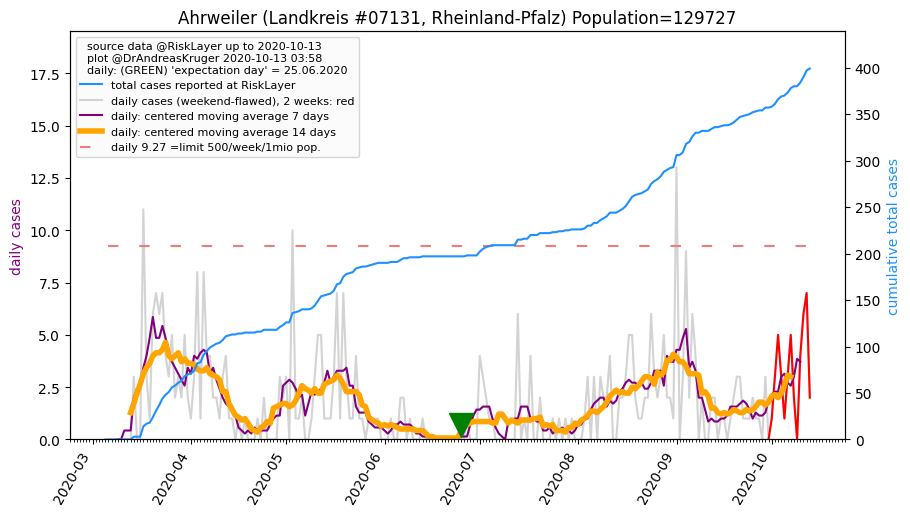 Ahrweiler (Landkreis #07131, Rheinland-Pfalz) Population=129727
source data @RiskLayer up to 2020-10-13
plot @DrAndreasKruger 2020-10-13 03:58
daily: (GREEN) 'expectation day' = 25.06.2020
total cases reported at RiskLayer
daily cases (weekend-flawed), 2 weeks: red
daily: centered moving average 7 days
daily: centered moving average 14 days
daily 9.27 =limit 500/week/1mio pop.
daily cases
17.5
15.0
12.5
10.0
7.5
5.0
2.5
0.0
400
350
300
250
200
150
100
50
0
cumulative total cases
2020-03
2020-04
2020-05
2020-06
2020-07
2020-08
2020-09
2020-10